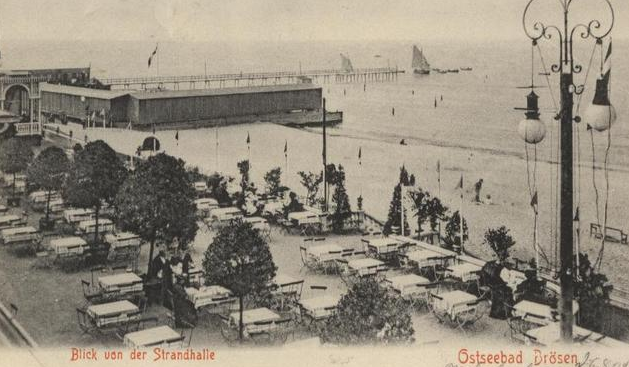 Blick von der Strandhalle
Ostseebad Brösen